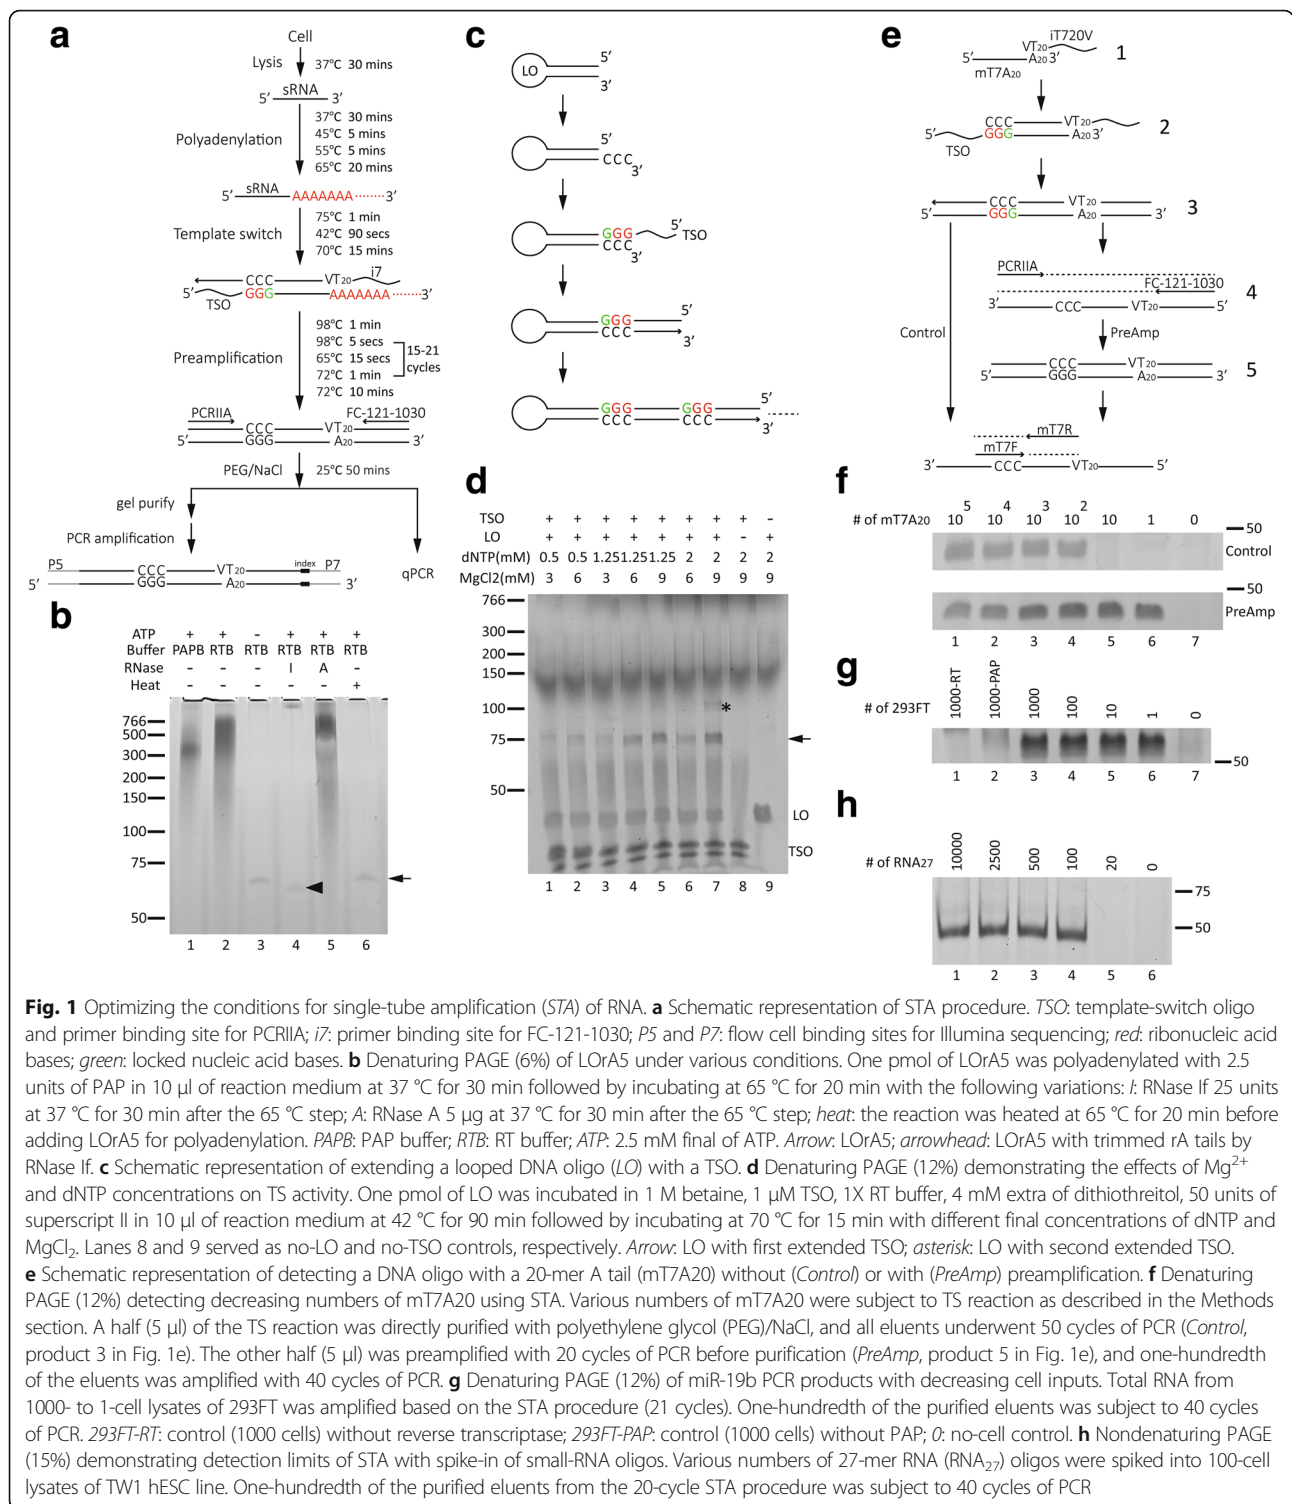 a
Cell
Lysis 37°C 30 mins
sRNA
5′ 3′
37°C 30 mins
Polyadenylation 45°C 5 mins
55°C 5 mins
65°C 20 mins
sRNA
5′ AAAAAAA 3′
75°C 1 min
Template switch 42°C 90 secs
70°C 15 mins
CCC VT20 i7
5′ TSO GGG AAAAAAA 3′
98°C 1 min
98°C 5 secs
Preamplification 65°C 15 secs 15-21 cycles
72°C 1 min
72°C 10 mins
PCRIIA FC-121-1030
CCC VT20
5′ GGG A20 3′
PEG/NaCl 25°C 50 mins
gel purify
PCR amplification
P5 CCC VT20 index P7
5′ GGG A20 3′
qPCR
b
ATP + + – + + +
Buffer PAPB RTB RTB RTB RTB RTB
RNase – – – I A –
Heat – – – – – +
766
500
300
200
150
100
75
50
1 2 3 4 5 6
c
5′
LO
3′
5′
CCC
3′
5′
GGG TSO
CCC
3′
5′
GGG
CCC
3′
5′
GGG GGG
CCC CCC
3′
d
TSO + + + + + + + + –
LO + + + + + + + – +
dNTP(mM) 0.5 0.5 1.25 1.25 1.25 2 2 2 2
MgCl2(mM) 3 6 3 6 9 6 9 9 9
766
300
200
150
100
*
75
50
LO
TSO
1 2 3 4 5 6 7 8 9
e
iT720V
VT20
A20 3′
mT7A20
1
CCC VT20
5′ GGG A20 3′
TSO
2
CCC VT20
5′ GGG A20 3′
3
PCRIIA
FC-121-1030
3′ CCC VT20 5′
4
Control
PreAmp
CCC VT20
5′ GGG A20 3′
5
mT7R
mT7F
3′ CCC VT20 5′
f
# of mT7A20 10^5 10^4 10^3 10^2 10 1 0
50
Control
50
PreAmp
1 2 3 4 5 6 7
g
# of 293FT 1000-RT 1000-PAP 1000 100 10 1 0
50
1 2 3 4 5 6 7
h
# of RNA27 10000 2500 500 100 20 0
75
50
1 2 3 4 5 6
Fig. 1 Optimizing the conditions for single-tube amplification (STA) of RNA. a Schematic representation of STA procedure. TSO: template-switch oligo
and primer binding site for PCRIIA; i7: primer binding site for FC-121-1030; P5 and P7: flow cell binding sites for Illumina sequencing; red: ribonucleic acid
bases; green: locked nucleic acid bases. b Denaturing PAGE (6%) of LOrA5 under various conditions. One pmol of LOrA5 was polyadenylated with 2.5
units of PAP in 10 μl of reaction medium at 37 °C for 30 min followed by incubating at 65 °C for 20 min with the following variations: I: RNase If 25 units
at 37 °C for 30 min after the 65 °C step; A: RNase A 5 μg at 37 °C for 30 min after the 65 °C step; heat: the reaction was heated at 65 °C for 20 min before
adding LOrA5 for polyadenylation. PAPB: PAP buffer; RTB: RT buffer; ATP: 2.5 mM final of ATP. Arrow: LOrA5; arrowhead: LOrA5 with trimmed rA tails by
RNase If. c Schematic representation of extending a looped DNA oligo (LO) with a TSO. d Denaturing PAGE (12%) demonstrating the effects of Mg2+
and dNTP concentrations on TS activity. One pmol of LO was incubated in 1 M betaine, 1 μM TSO, 1X RT buffer, 4 mM extra of dithiothreitol, 50 units of
superscript II in 10 μl of reaction medium at 42 °C for 90 min followed by incubating at 70 °C for 15 min with different final concentrations of dNTP and
MgCl2. Lanes 8 and 9 served as no-LO and no-TSO controls, respectively. Arrow: LO with first extended TSO; asterisk: LO with second extended TSO.
e Schematic representation of detecting a DNA oligo with a 20-mer A tail (mT7A20) without (Control) or with (PreAmp) preamplification. f Denaturing
PAGE (12%) detecting decreasing numbers of mT7A20 using STA. Various numbers of mT7A20 were subject to TS reaction as described in the Methods
section. A half (5 μl) of the TS reaction was directly purified with polyethylene glycol (PEG)/NaCl, and all eluents underwent 50 cycles of PCR (Control,
product 3 in Fig. 1e). The other half (5 μl) was preamplified with 20 cycles of PCR before purification (PreAmp, product 5 in Fig. 1e), and one-hundredth
of the eluents was amplified with 40 cycles of PCR. g Denaturing PAGE (12%) of miR-19b PCR products with decreasing cell inputs. Total RNA from
1000- to 1-cell lysates of 293FT was amplified based on the STA procedure (21 cycles). One-hundredth of the purified eluents was subject to 40 cycles
of PCR. 293FT-RT: control (1000 cells) without reverse transcriptase; 293FT-PAP: control (1000 cells) without PAP; 0: no-cell control. h Nondenaturing PAGE
(15%) demonstrating detection limits of STA with spike-in of small-RNA oligos. Various numbers of 27-mer RNA (RNA27) oligos were spiked into 100-cell
lysates of TW1 hESC line. One-hundredth of the purified eluents from the 20-cycle STA procedure was subject to 40 cycles of PCR